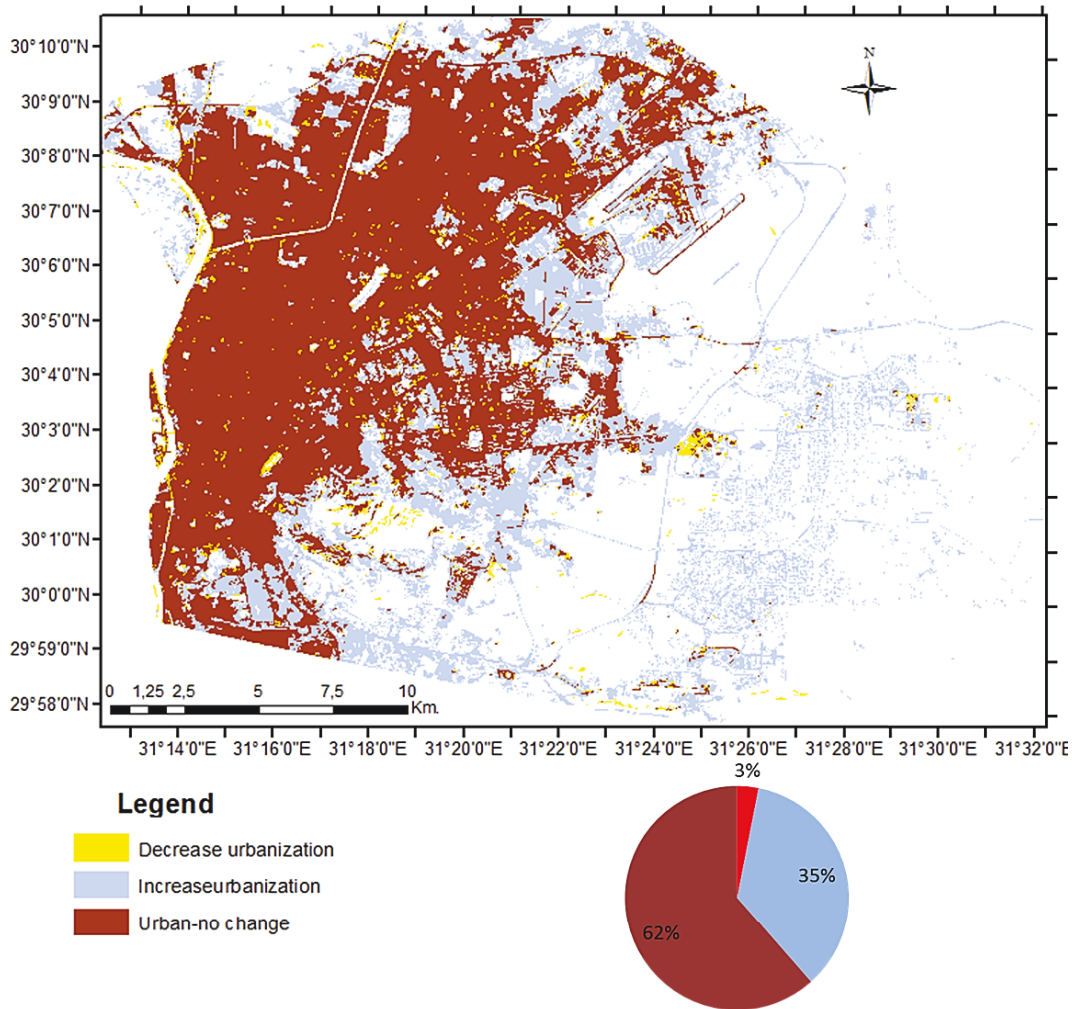 N
30°10'0"N
30°9'0"N
30°8'0"N
30°7'0"N
30°6'0"N
30°5'0"N
30°4'0"N
30°3'0"N
30°2'0"N
30°1'0"N
30°0'0"N
29°59'0"N
29°58'0"N
0 1,25 2,5 5 7,5 10
Km.
31°14'0"E 31°16'0"E 31°18'0"E 31°20'0"E 31°22'0"E 31°24'0"E 31°26'0"E 31°28'0"E 31°30'0"E 31°32'0"E
3%
35%
62%
Legend
Decrease urbanization
Increaseurbanization
Urban-no change